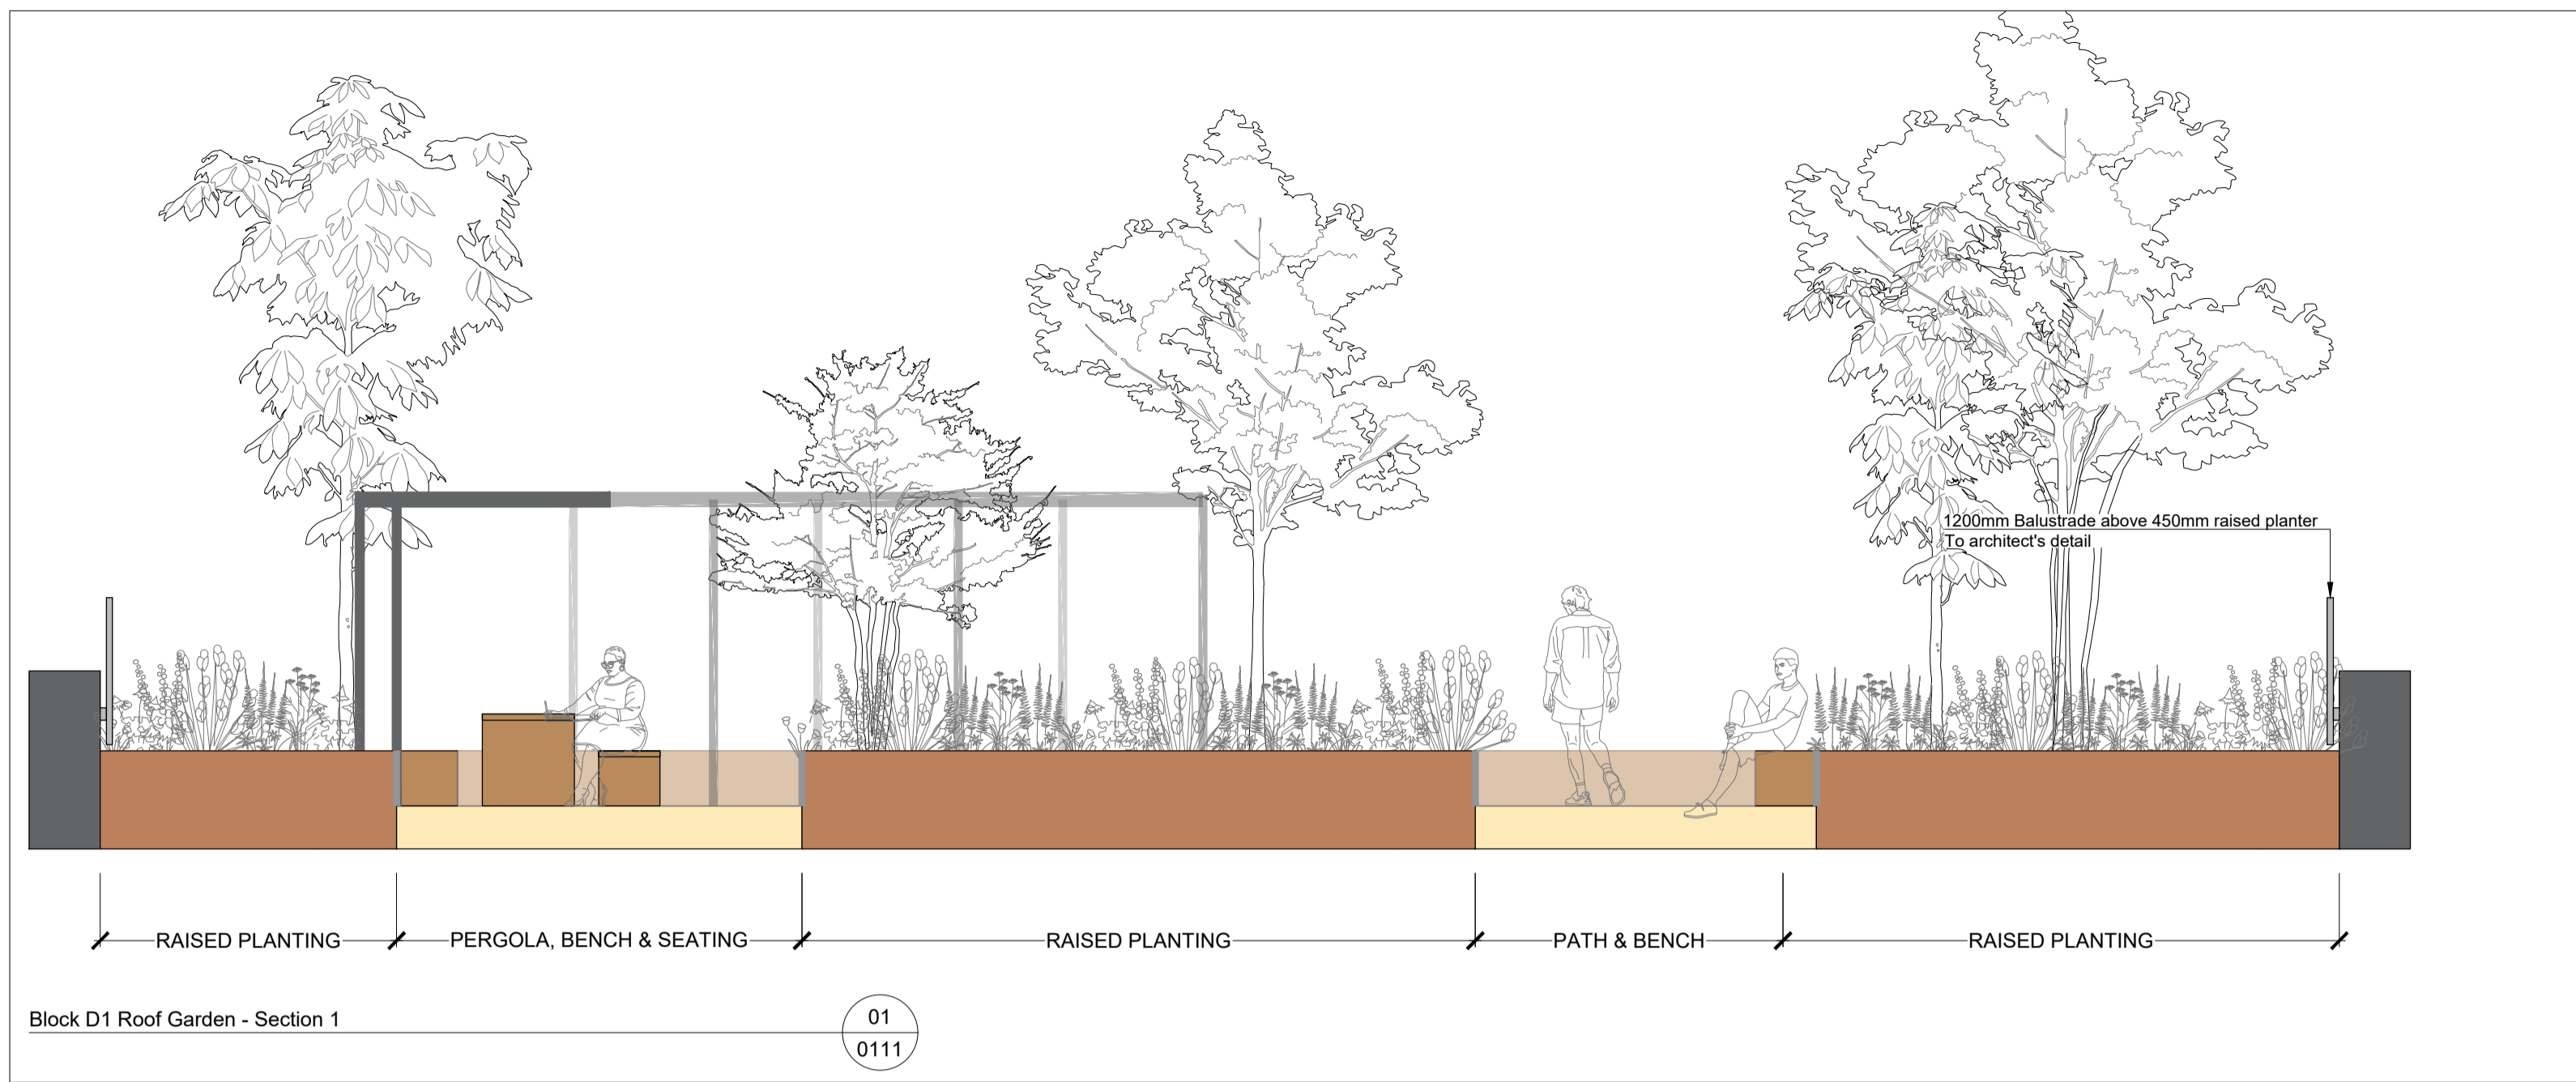 1200mm Balustrade above 450mm raised planter
To architect's detail
RAISED PLANTING
PERGOLA, BENCH & SEATING
RAISED PLANTING
PATH & BENCH
RAISED PLANTING
Block D1 Roof Garden - Section 1
01
0111